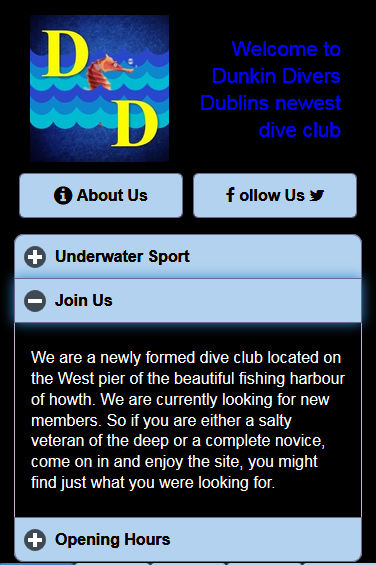 D
D
Welcome to
Dunkin Divers
Dublins newest
dive club
About Us
f ollow Us
Underwater Sport
Join Us
We are a newly formed dive club located on
the West pier of the beautiful fishing harbour
of howth. We are currently looking for new
members. So if you are either a salty
veteran of the deep or a complete novice,
come on in and enjoy the site, you might
find just what you were looking for.
Opening Hours